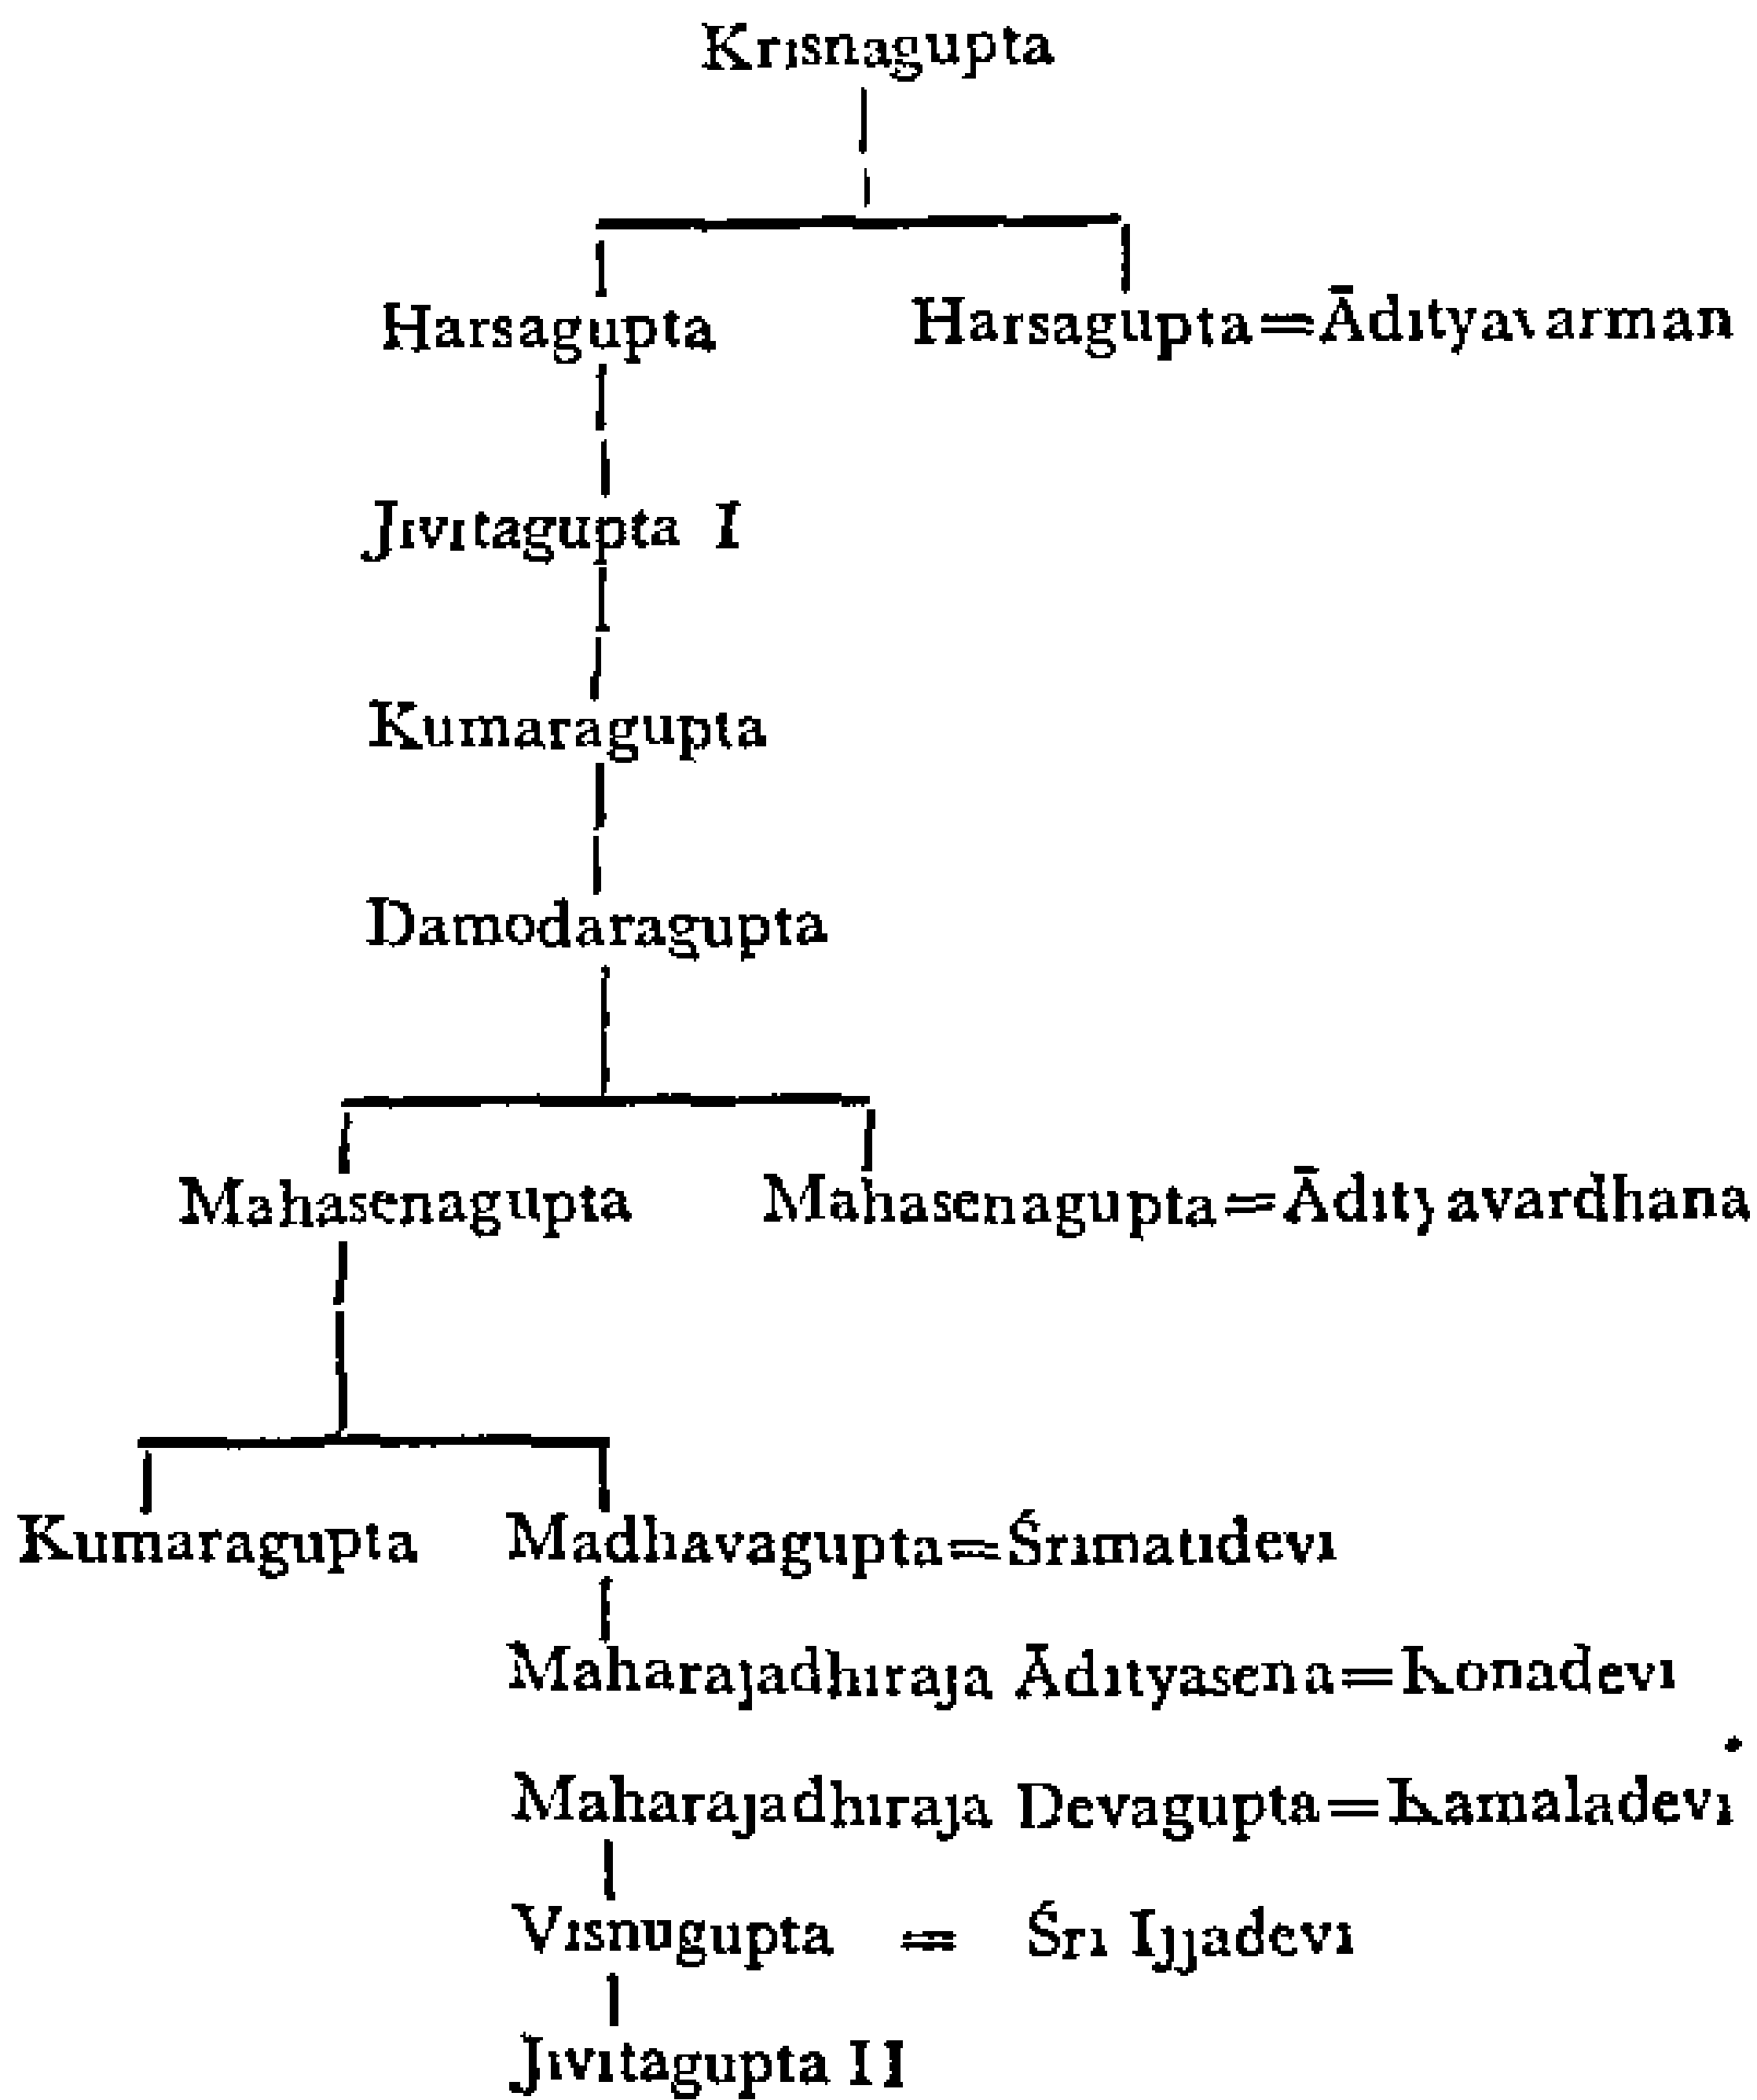 Krisnagupta
Harsagupta Harsagupta=Ādityavarman
Jivitagupta I
Kumaragupta
Damodaragupta
Mahasenagupta Mahasenagupta=Ādityavardhana
Kumaragupta Madhavagupta=Śrimatidevi
Maharajadhiraja Ādityasena=Konadevi
Maharajadhiraja Devagupta=Kamaladevi
Visnugupta = Śri Ijjadevi
Jivitagupta II